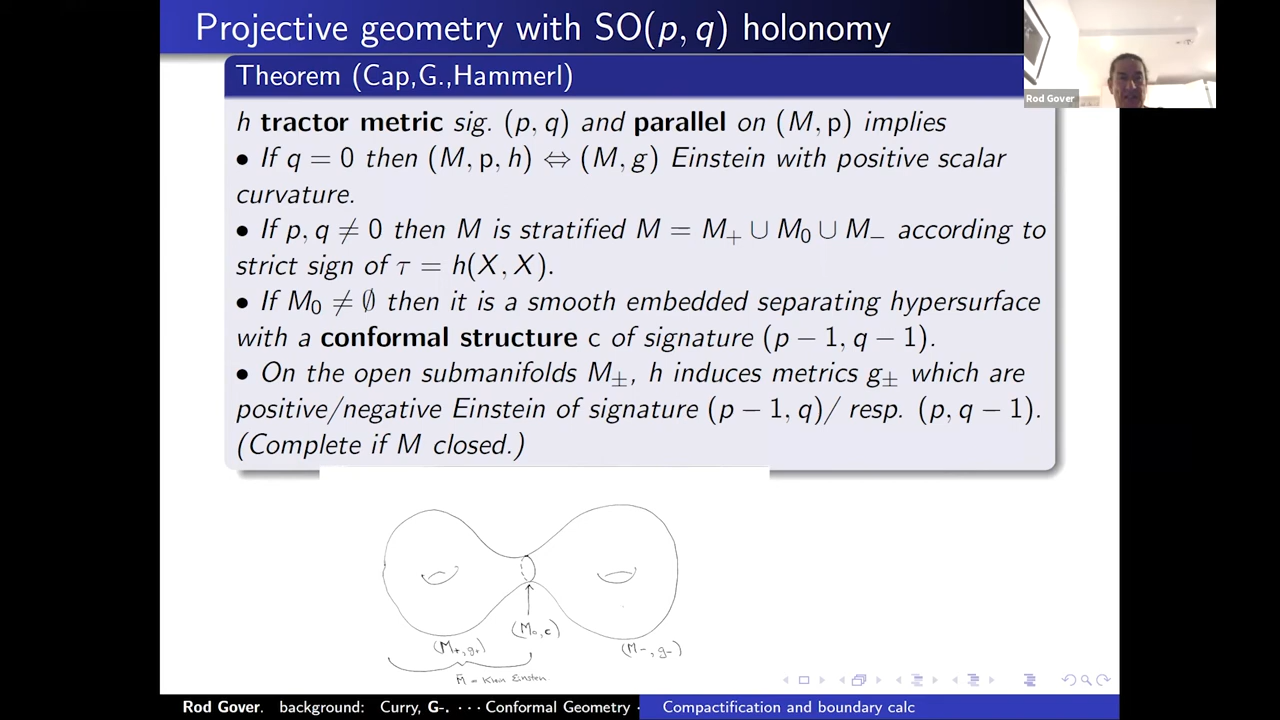 Projective geometry with SO(p, q) holonomy
Theorem (Cap,G.,Hammerl)
h tractor metric sig. (p, q) and parallel on (M, p) implies
• If q = 0 then (M, p, h) ⇔ (M, g) Einstein with positive scalar
curvature.
• If p, q ≠ 0 then M is stratified M = M₊ ∪ M₀ ∪ M₋ according to
strict sign of τ = h(X, X).
• If M₀ ≠ ∅ then it is a smooth embedded separating hypersurface
with a conformal structure c of signature (p − 1, q − 1).
• On the open submanifolds M±, h induces metrics g± which are
positive/negative Einstein of signature (p − 1, q)/ resp. (p, q − 1).
(Complete if M closed.)
Rod Gover
(M₀, c)
(M₊, g₊)
(M₋, g₋)
M̄ = Klein Einstein
Rod Gover. background: Curry, G-. ··· Conformal Geometry ·
Compactification and boundary calc